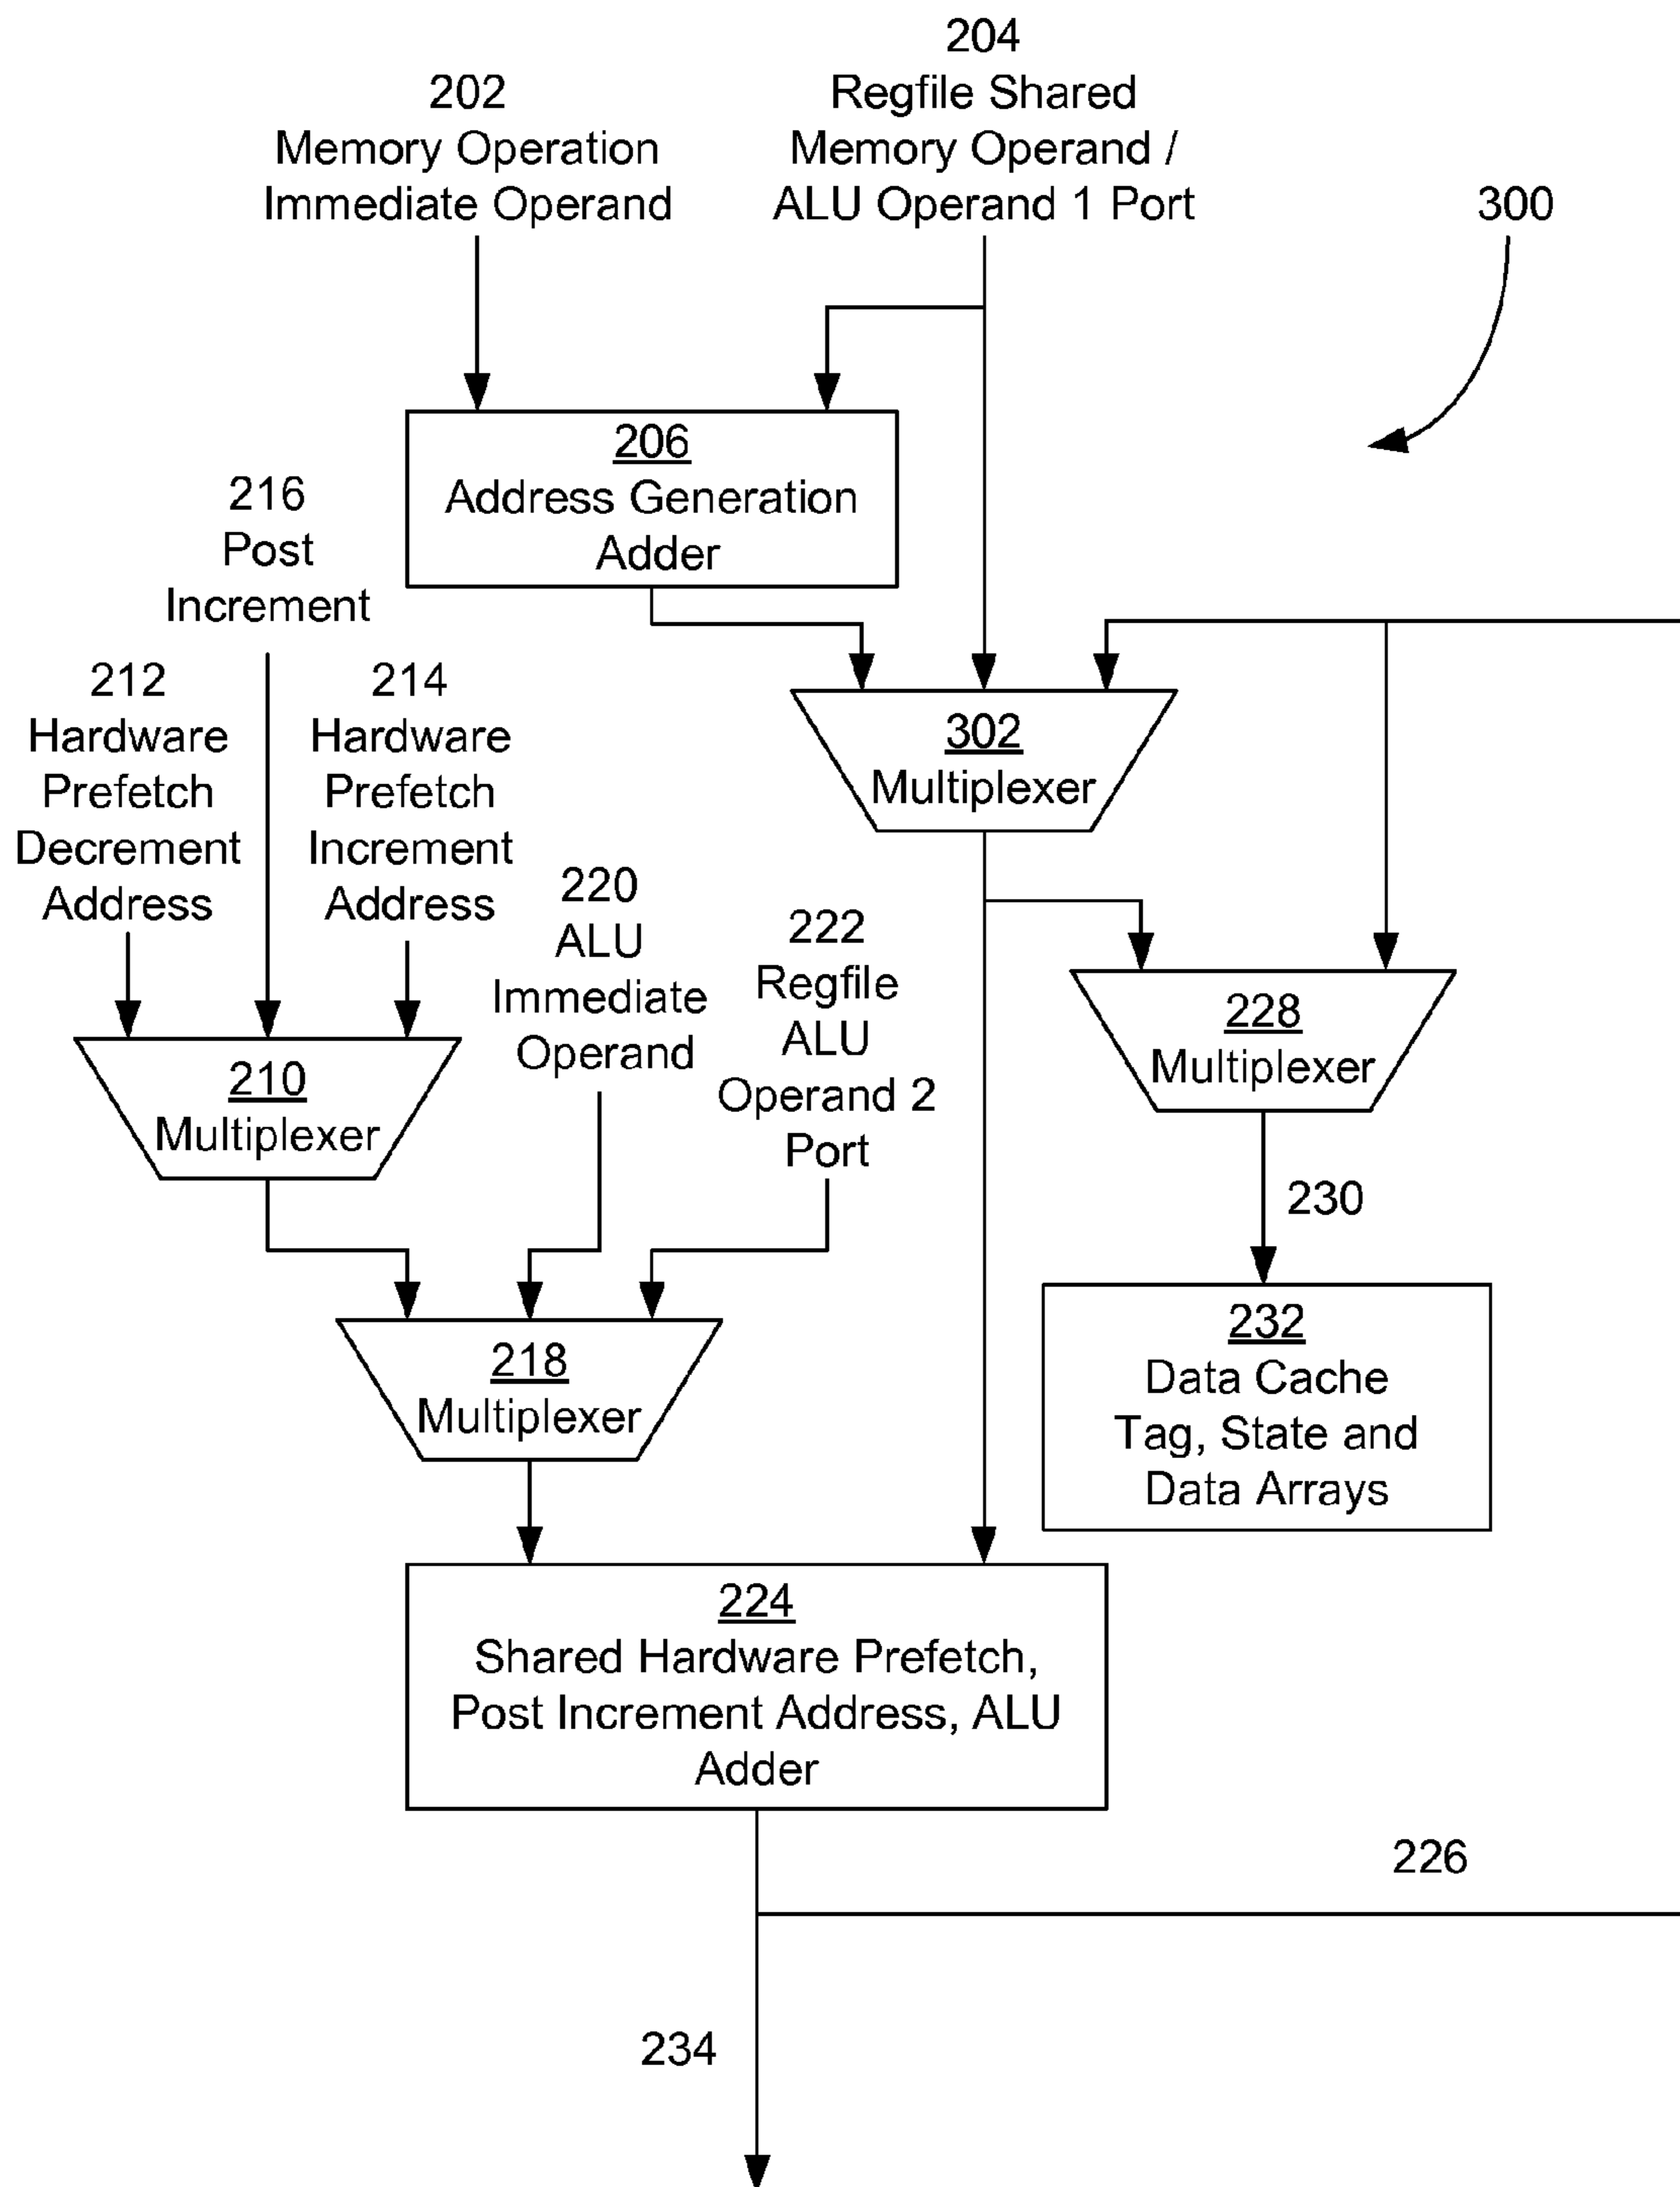 204
Regfile Shared
Memory Operand /
ALU Operand 1 Port
202
Memory Operation
Immediate Operand
300
206
Address Generation
Adder
216
Post
Increment
212
Hardware
Prefetch
Decrement
Address
214
Hardware
Prefetch
Increment
Address
302
Multiplexer
220
ALU
Immediate
Operand
222
Regfile
ALU
Operand 2
Port
228
Multiplexer
210
Multiplexer
230
218
Multiplexer
232
Data Cache
Tag, State and
Data Arrays
224
Shared Hardware Prefetch,
Post Increment Address, ALU
Adder
226
234